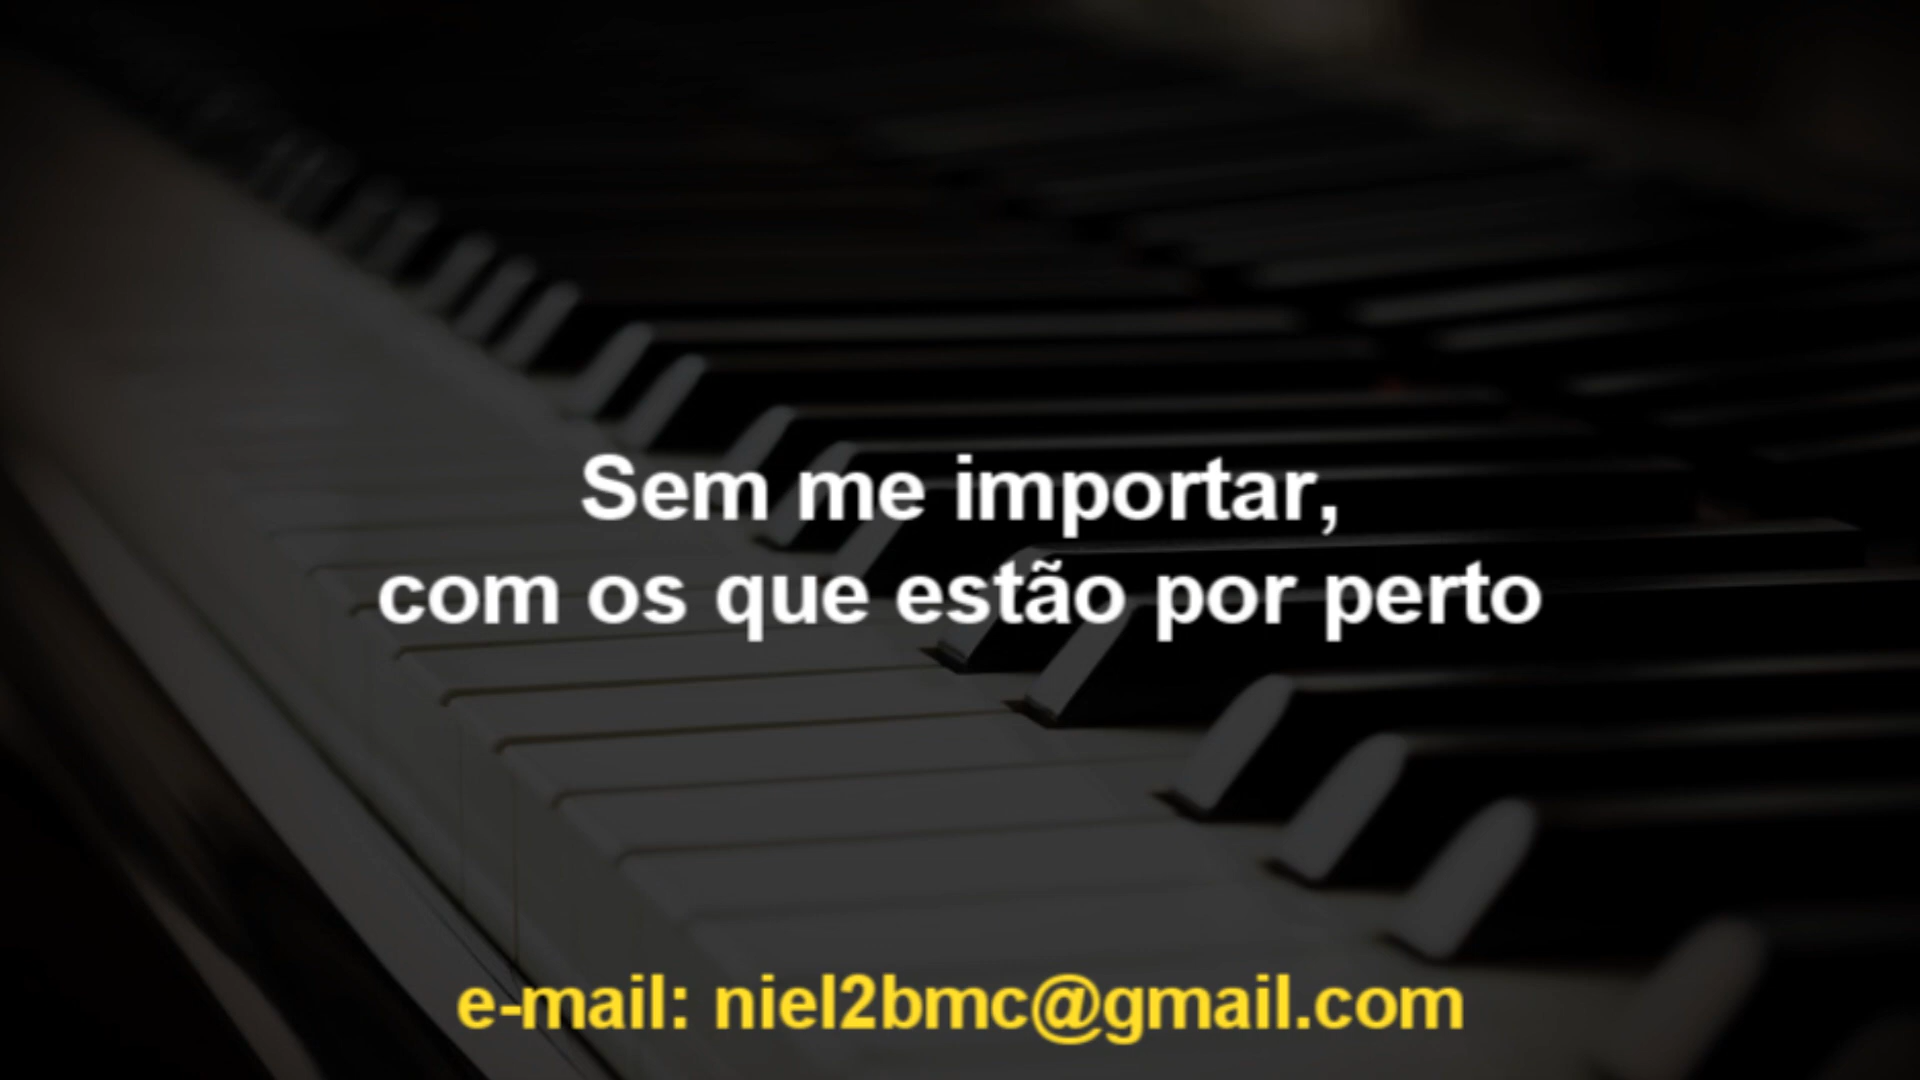 Sem me importar,
com os que estão por perto
e-mail: niel2bmc@gmail.com